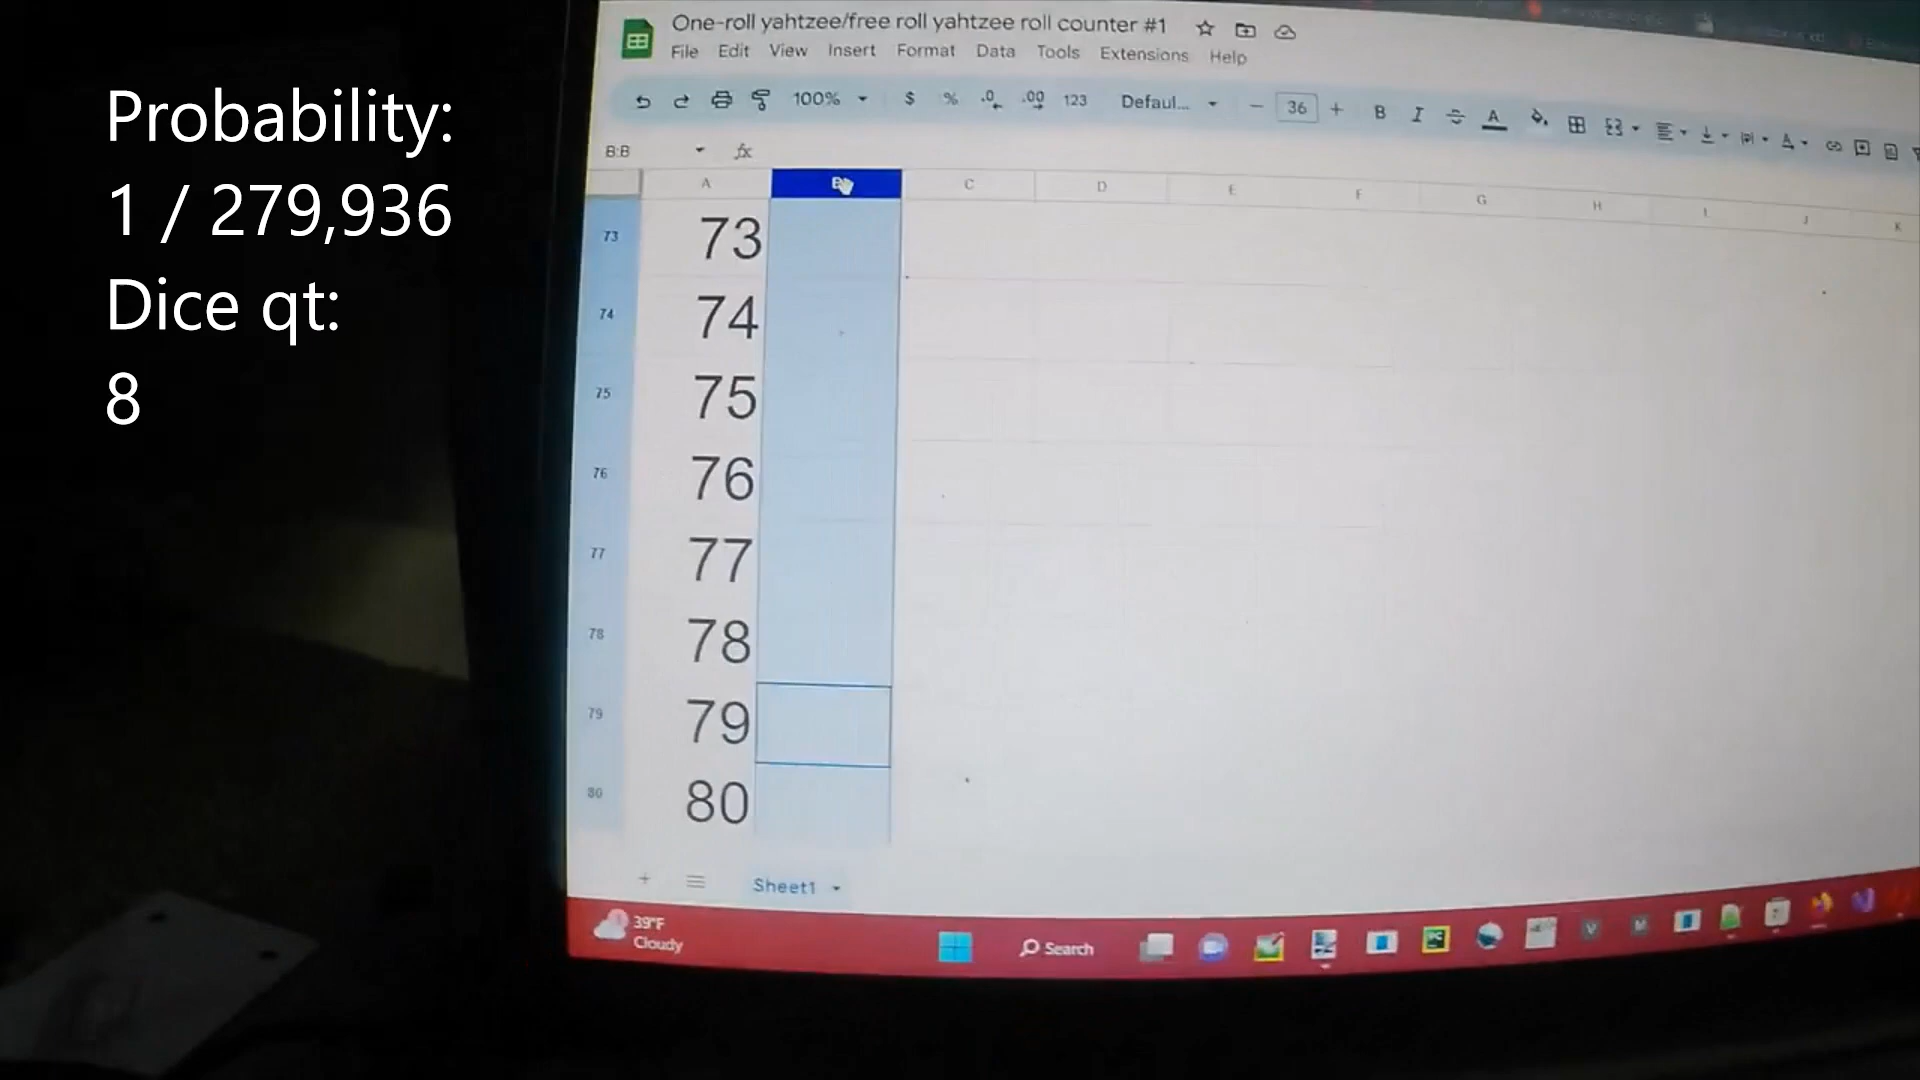 Probability:
1 / 279,936
Dice qt:
8
One-roll yahtzee/free roll yahtzee roll counter #1
File Edit View Insert Format Data Tools Extensions Help
100% $ % .0 .00 123 Defaul... − 36 + B I A
B:B fx
A C D E F G H I J K
73 73
74 74
75 75
76 76
77 77
78 78
79 79
80 80
+ Sheet1
39°F
Cloudy
Search